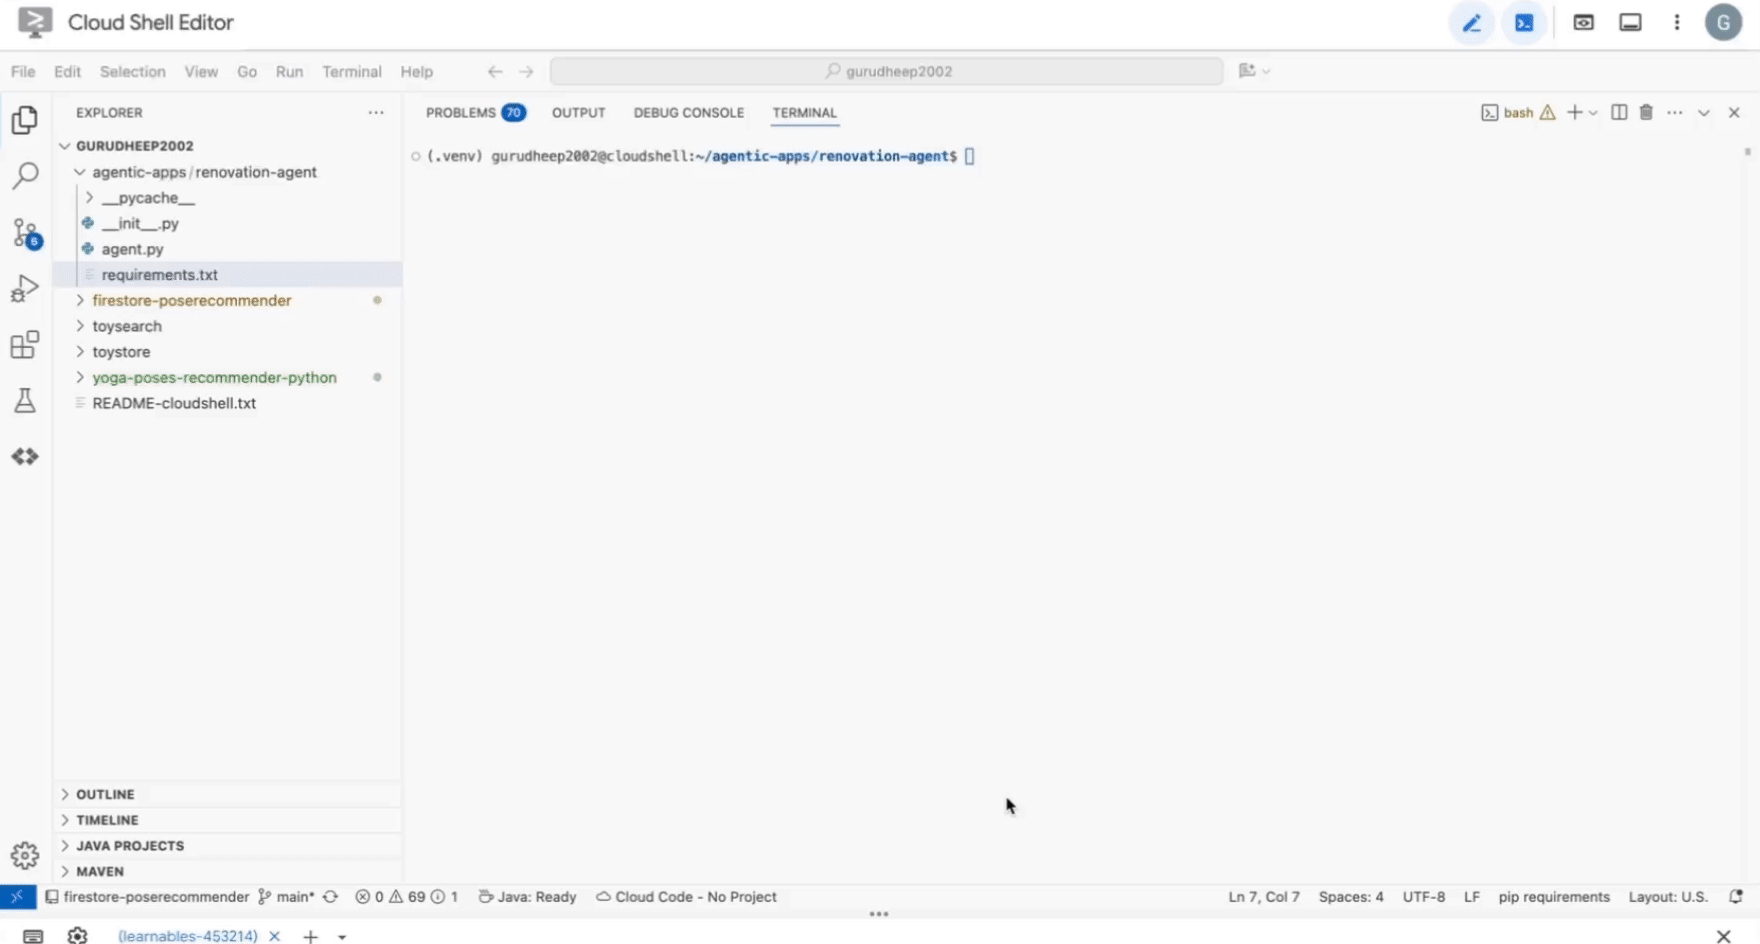 Cloud Shell Editor
G
File Edit Selection View Go Run Terminal Help
gurudheep2002
EXPLORER
PROBLEMS 70 OUTPUT DEBUG CONSOLE TERMINAL
bash
GURUDHEEP2002
(.venv) gurudheep2002@cloudshell:~/agentic-apps/renovation-agent$
agentic-apps/renovation-agent
__pycache__
__init__.py
agent.py
requirements.txt
firestore-poserecommender
toysearch
toystore
yoga-poses-recommender-python
README-cloudshell.txt
6
OUTLINE
TIMELINE
JAVA PROJECTS
MAVEN
firestore-poserecommender main* 0 69 1 Java: Ready Cloud Code - No Project Ln 7, Col 7 Spaces: 4 UTF-8 LF pip requirements Layout: U.S.
(learnables-453214)